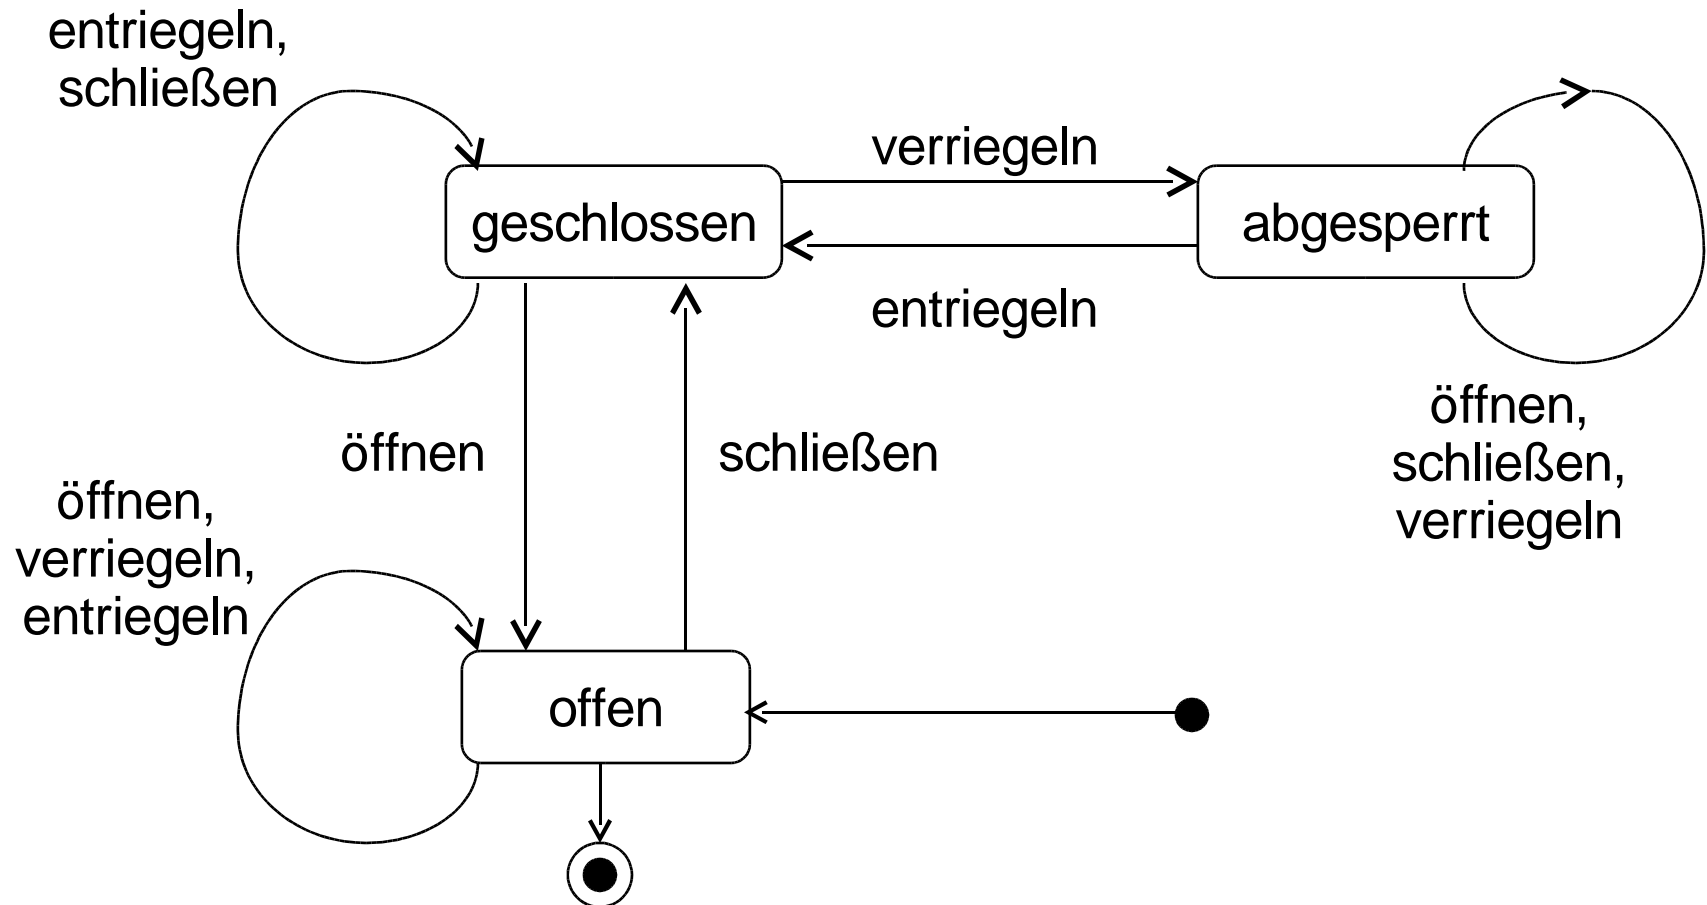 entriegeln,
schließen
verriegeln
geschlossen
abgesperrt
entriegeln
öffnen
schließen
öffnen,
schließen,
verriegeln
öffnen,
verriegeln,
entriegeln
offen